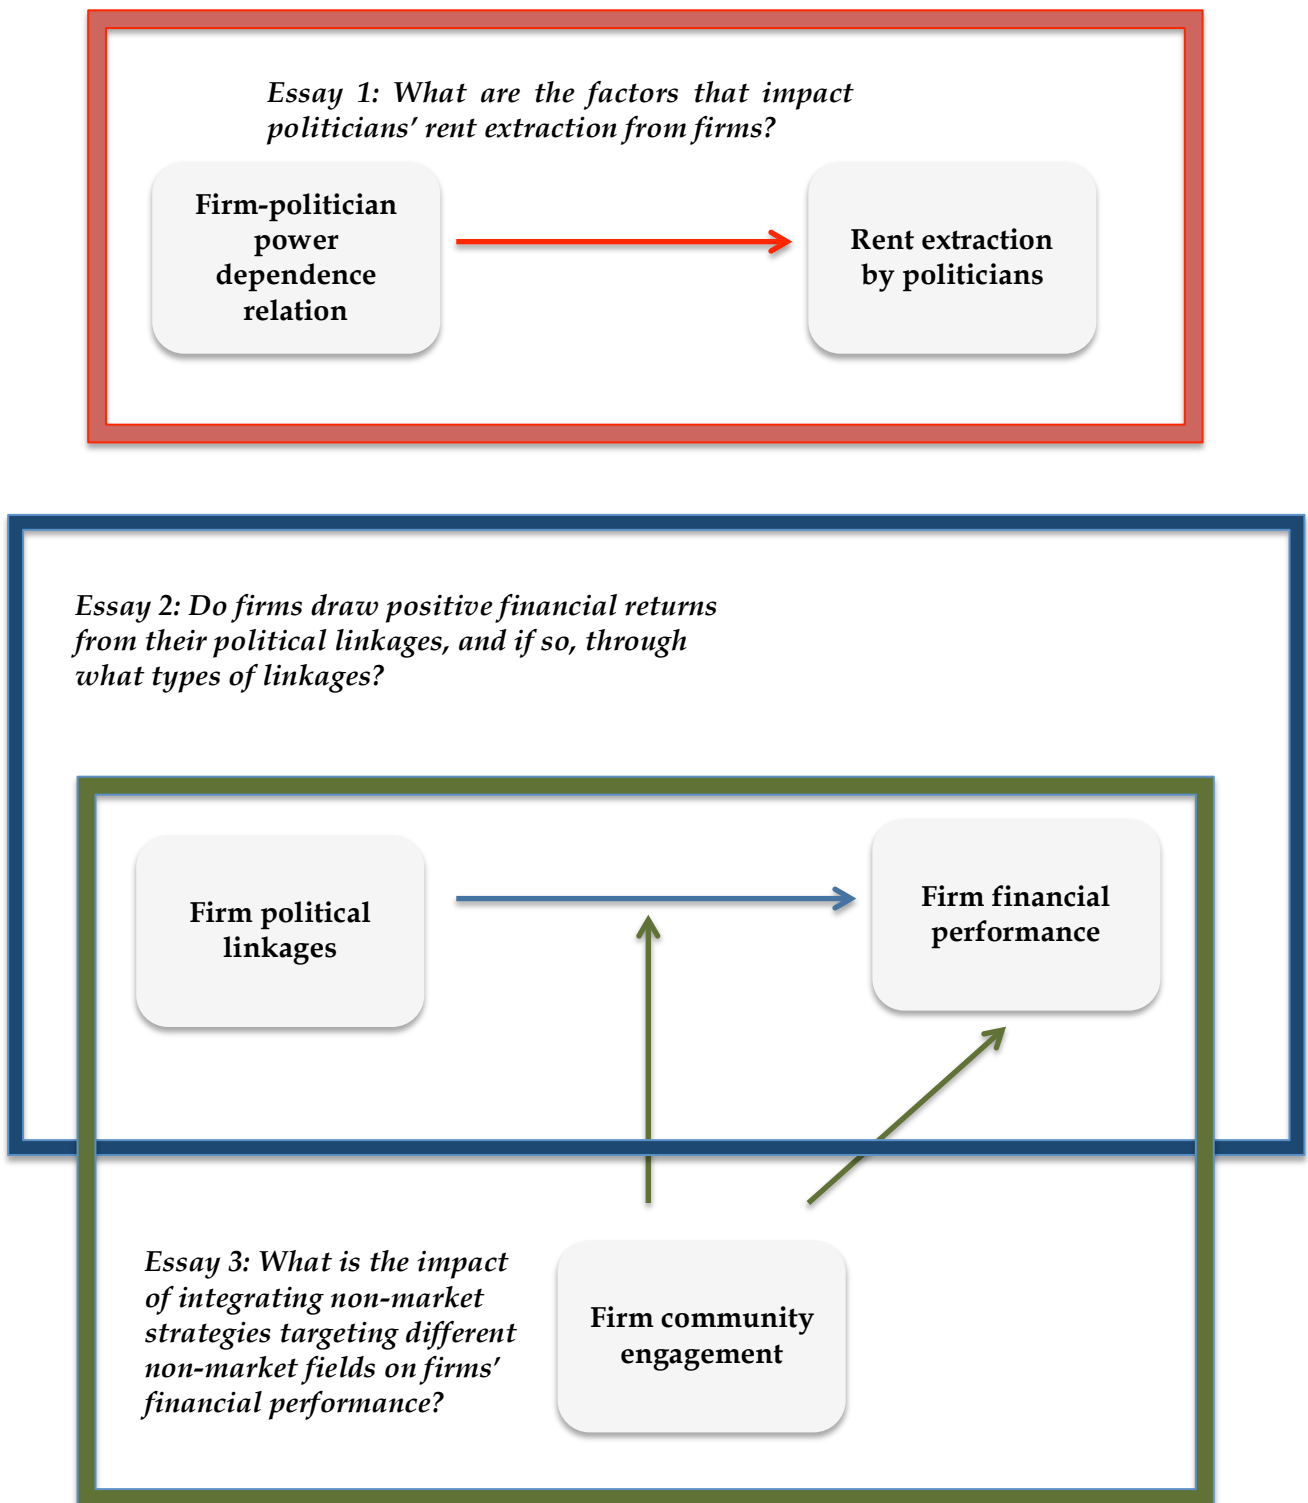 Essay 1: What are the factors that impact
politicians’ rent extraction from firms?
Firm-politician
power
dependence
relation
Rent extraction
by politicians
Essay 2: Do firms draw positive financial returns
from their political linkages, and if so, through
what types of linkages?
Firm political
linkages
Firm financial
performance
Essay 3: What is the impact
of integrating non-market
strategies targeting different
non-market fields on firms’
financial performance?
Firm community
engagement